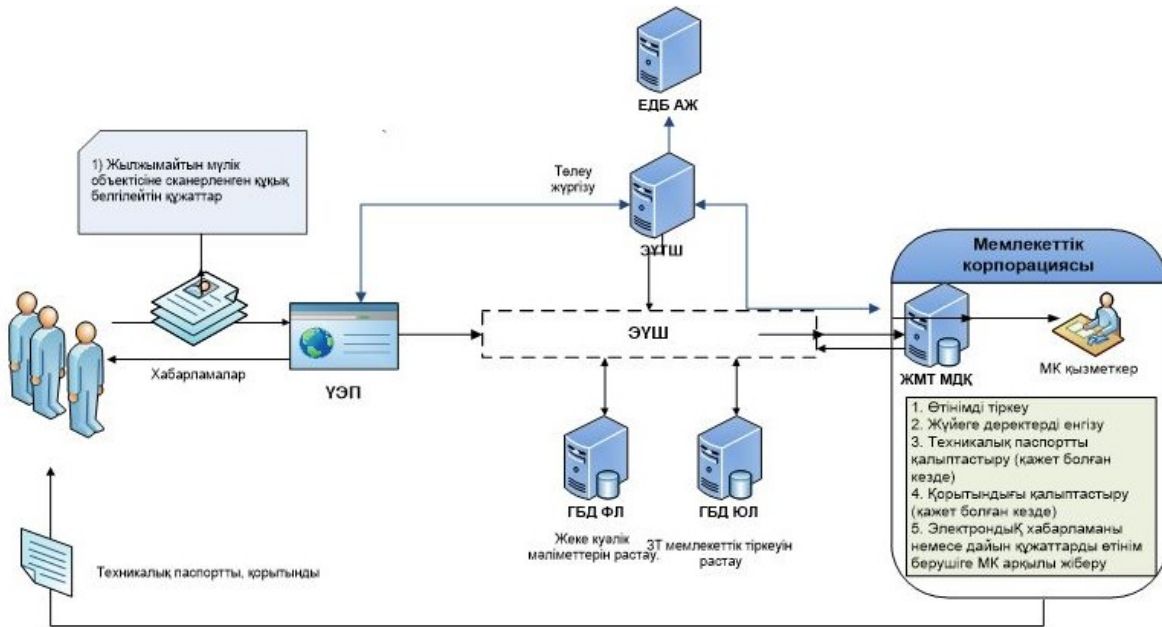 ЕДБ АЖ
1) Жылжымайтын мүлік
объектісіне сканерленген құқық
белгілейтін құжаттар
Төлеу
жүргізу
ЭҮТШ
Мемлекеттік
корпорациясы
ЭҮШ
Хабарламалар
ҮЭП
ЖМТ МДҚ
МК қызметкер
1. Өтінімді тіркеу
2. Жүйеге деректерді енгізу
3. Техникалық паспортты
қалыптастыру (қажет болған
кезде)
4. Қорытындығы қалыптастыру
(қажет болған кезде)
5. ЭлектрондыҚ хабарламаны
немесе дайын құжаттарды өтінім
берушіге МК арқылы жіберу
ГБД ФЛ
Жеке куәлік
мәліметтерін растау.
ГБД ЮЛ
ЗТ мемлекеттік тіркеуін
растау
Техникалық паспортты, қорытынды